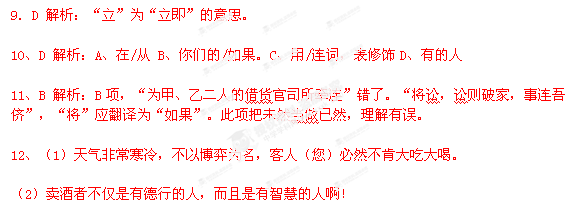 9. D 解析：“立”为“立即”的意思。
10、D 解析：A、在/从 B、你们的/如果。C、用/连词，表修饰 D、有的人
11、B 解析：B项，“为甲、乙二人的借贷官司所连”错了。“将讼，讼则破家，事连吾
侪”，“将”应翻译为“如果”。此项把未然当做已然，理解有误。
12、（1）天气非常寒冷，不以博弈为名，客人（您）必然不肯大吃大喝。
（2）卖酒者不仅是有德行的人，而且是有智慧的人啊！